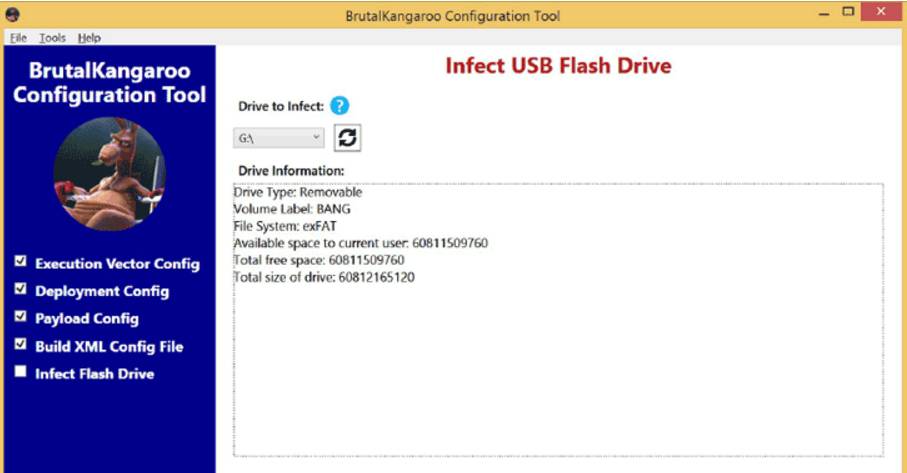 BrutalKangaroo Configuration Tool
File Tools Help
BrutalKangaroo
Configuration Tool
Execution Vector Config
Deployment Config
Payload Config
Build XML Config File
Infect Flash Drive
Infect USB Flash Drive
Drive to Infect: ?
G:\
Drive Information:
Drive Type: Removable
Volume Label: BANG
File System: exFAT
Available space to current user: 60811509760
Total free space: 60811509760
Total size of drive: 60812165120